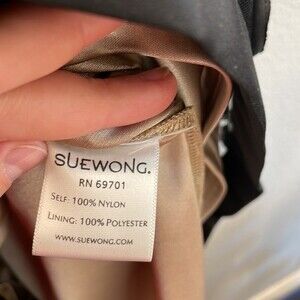 SUEWONG.
RN 69701
SELF: 100% NYLON
LINING: 100% POLYESTER
WWW.SUEWONG.COM